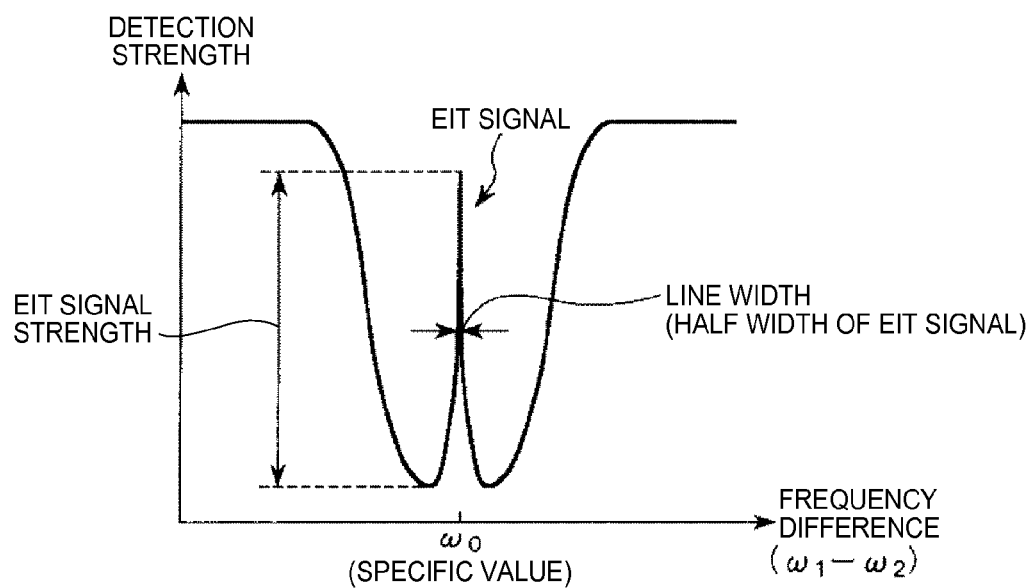 DETECTION
STRENGTH
EIT SIGNAL
EIT SIGNAL
STRENGTH
LINE WIDTH
(HALF WIDTH OF EIT SIGNAL)
FREQUENCY
DIFFERENCE
(ω1−ω2)
ω0
(SPECIFIC VALUE)